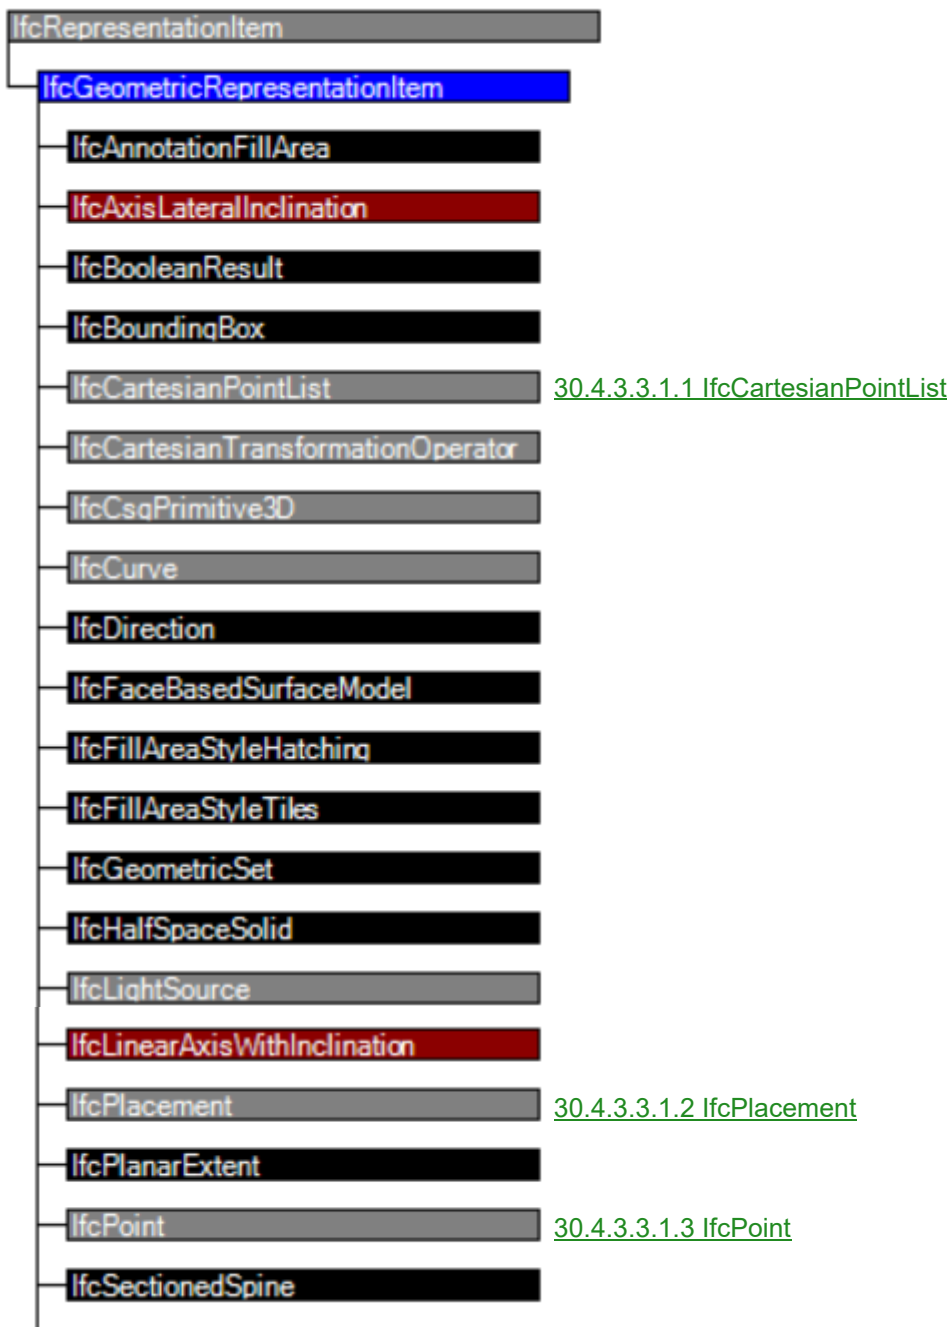 IfcRepresentationItem
IfcGeometricRepresentationItem
IfcAnnotationFillArea
IfcAxisLateralInclination
IfcBooleanResult
IfcBoundingBox
IfcCartesianPointList 30.4.3.3.1.1 IfcCartesianPointList
IfcCartesianTransformationOperator
IfcCsgPrimitive3D
IfcCurve
IfcDirection
IfcFaceBasedSurfaceModel
IfcFillAreaStyleHatching
IfcFillAreaStyleTiles
IfcGeometricSet
IfcHalfSpaceSolid
IfcLightSource
IfcLinearAxisWithInclination
IfcPlacement 30.4.3.3.1.2 IfcPlacement
IfcPlanarExtent
IfcPoint 30.4.3.3.1.3 IfcPoint
IfcSectionedSpine